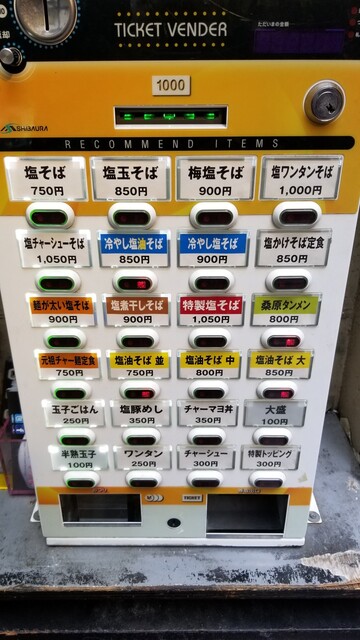 TICKET VENDER
1000
SHIBAURA
RECOMMEND ITEMS
塩そば 塩玉そば 梅塩そば 塩ワンタンそば
750円 850円 900円 1,000円
塩チャーシューそば 冷やし塩油そば 冷やし塩そば 塩かけそば定食
1,050円 850円 900円 850円
麺が太い塩そば 塩煮干しそば 特製塩そば 桑原タンメン
900円 900円 1,050円 800円
元祖チャー麺定食 塩油そば 並 塩油そば 中 塩油そば 大
750円 750円 800円 850円
玉子ごはん 塩豚めし チャーマヨ丼 大盛
250円 350円 350円 100円
半熟玉子 ワンタン チャーシュー 特製トッピング
100円 250円 300円 300円
TICKET